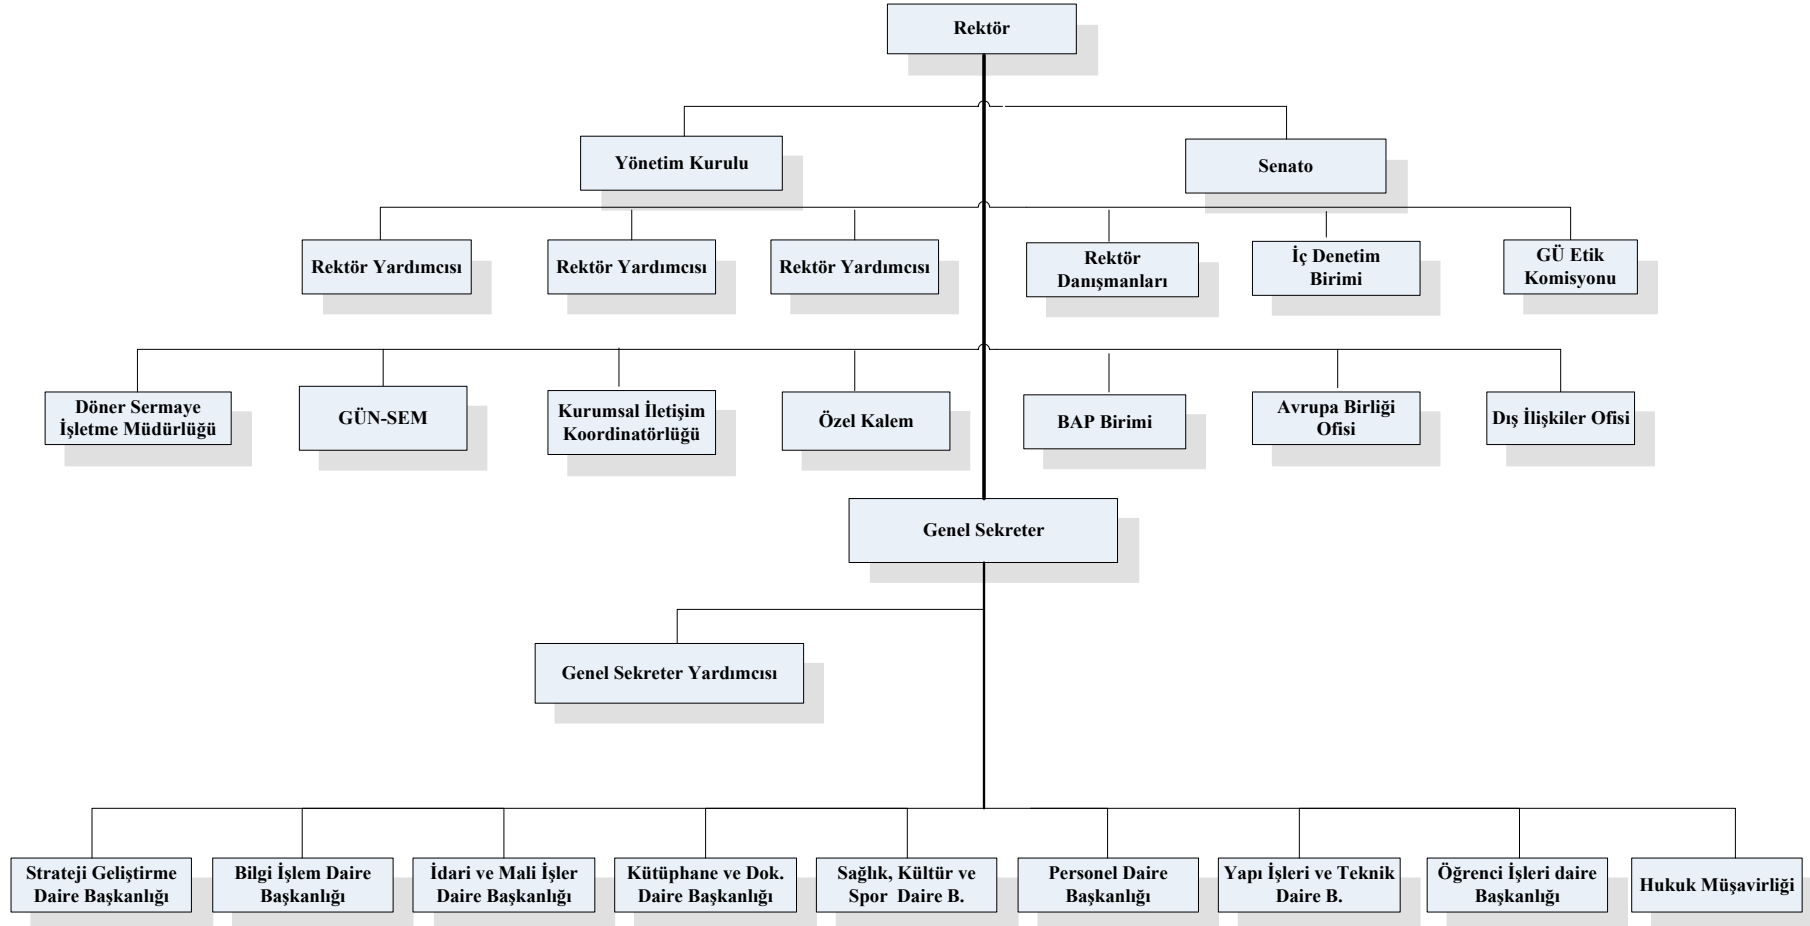 Rektör
Yönetim Kurulu
Senato
Rektör Yardımcısı
Rektör Yardımcısı
Rektör Yardımcısı
Rektör
Danışmanları
İç Denetim
Birimi
GÜ Etik
Komisyonu
Döner Sermaye
İşletme Müdürlüğü
GÜN-SEM
Kurumsal İletişim
Koordinatörlüğü
Özel Kalem
BAP Birimi
Avrupa Birliği
Ofisi
Dış İlişkiler Ofisi
Genel Sekreter
Genel Sekreter Yardımcısı
Strateji Geliştirme
Daire Başkanlığı
Bilgi İşlem Daire
Başkanlığı
İdari ve Mali İşler
Daire Başkanlığı
Kütüphane ve Dok.
Daire Başkanlığı
Sağlık, Kültür ve
Spor Daire B.
Personel Daire
Başkanlığı
Yapı İşleri ve Teknik
Daire B.
Öğrenci İşleri daire
Başkanlığı
Hukuk Müşavirliği